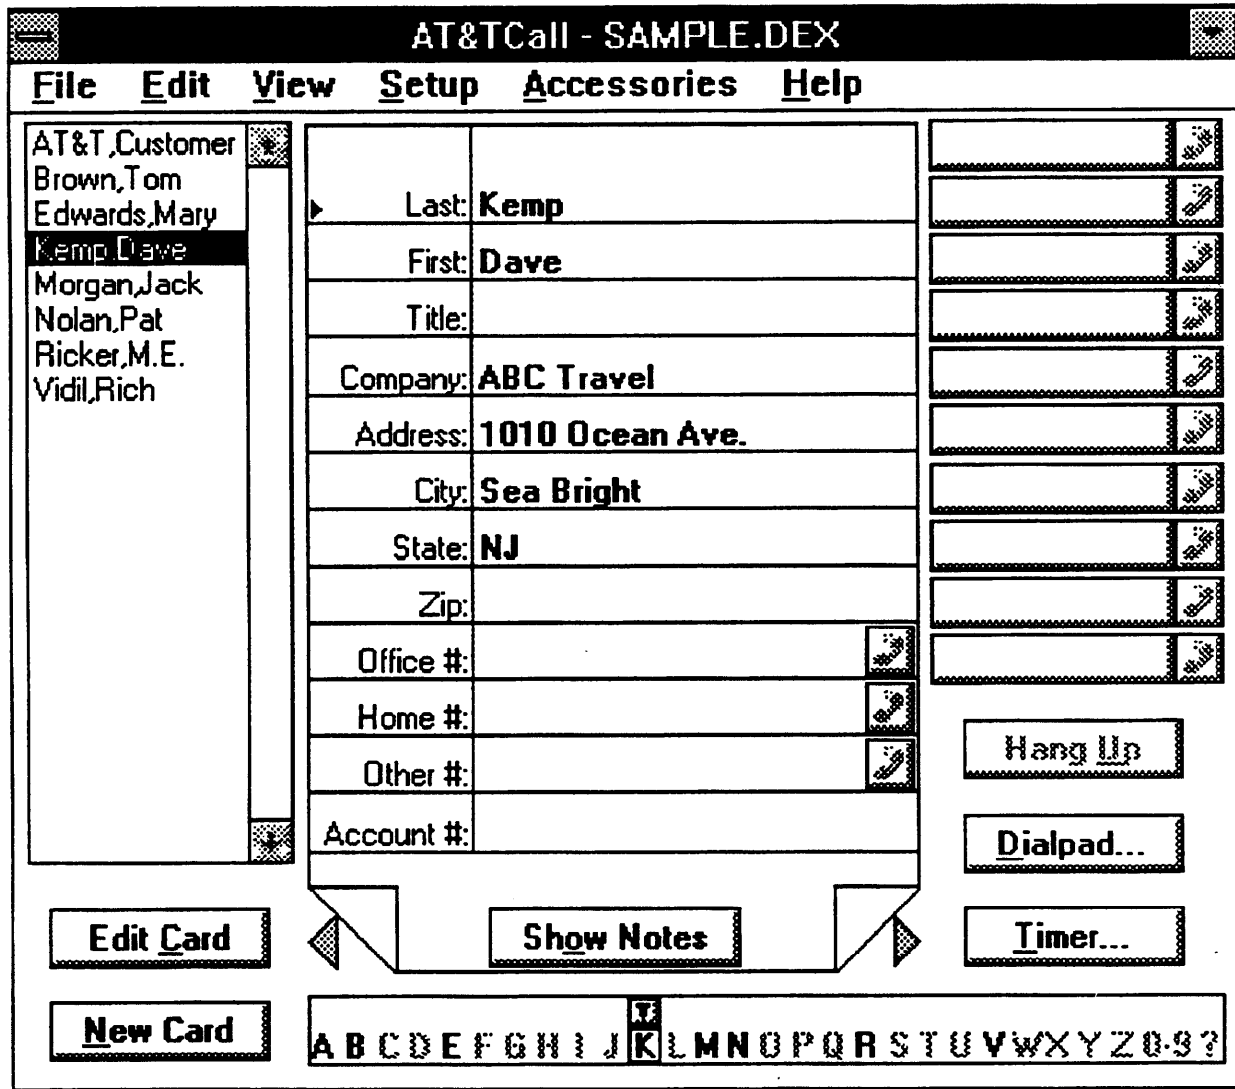 AT&TCall - SAMPLE.DEX
File Edit View Setup Accessories Help
AT&T,Customer
Brown,Tom
Edwards,Mary
Kemp,Dave
Morgan,Jack
Nolan,Pat
Ricker,M.E.
Vidil,Rich
Last: Kemp
First: Dave
Title:
Company: ABC Travel
Address: 1010 Ocean Ave.
City: Sea Bright
State: NJ
Zip:
Office #:
Home #:
Other #:
Account #:
Hang Up
Dialpad...
Timer...
Edit Card
Show Notes
New Card
A B C D E F G H I J K L M N O P Q R S T U V W X Y Z 0-9 ?